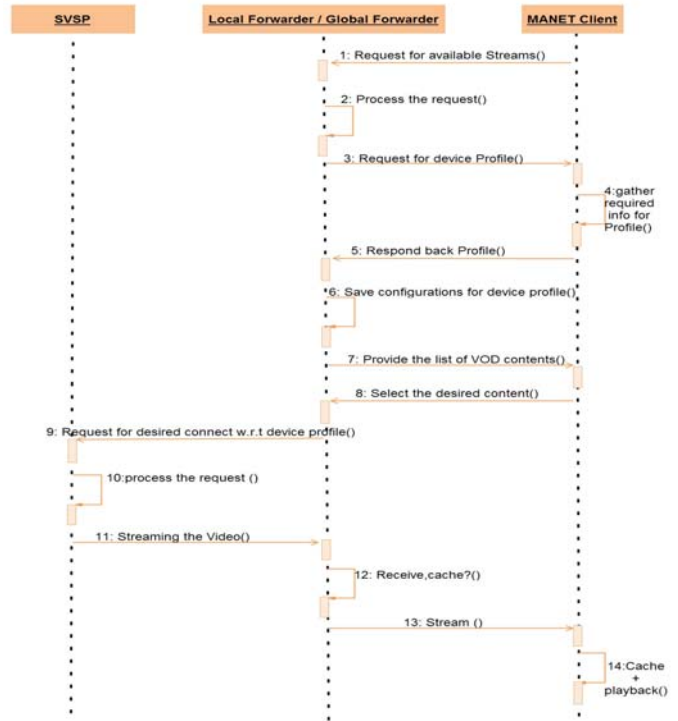 SVSP
Local Forwarder / Global Forwarder
MANET Client
1: Request for available Streams()
2: Process the request()
3: Request for device Profile()
4:gather
required
info for
Profile()
5: Respond back Profile()
6: Save configurations for device profile()
7: Provide the list of VOD contents()
8: Select the desired content()
9: Request for desired connect w.r.t device profile()
10:process the request ()
11: Streaming the Video()
12: Receive,cache?()
13: Stream ()
14:Cache
+
playback()